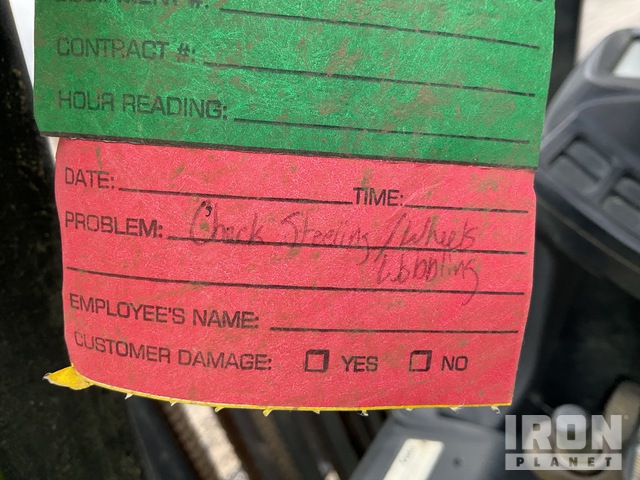 CONTRACT #:
HOUR READING:
DATE: TIME:
PROBLEM: Check Steering/Wheels
Wobbling
EMPLOYEE'S NAME:
CUSTOMER DAMAGE: YES NO
IRON
PLANET